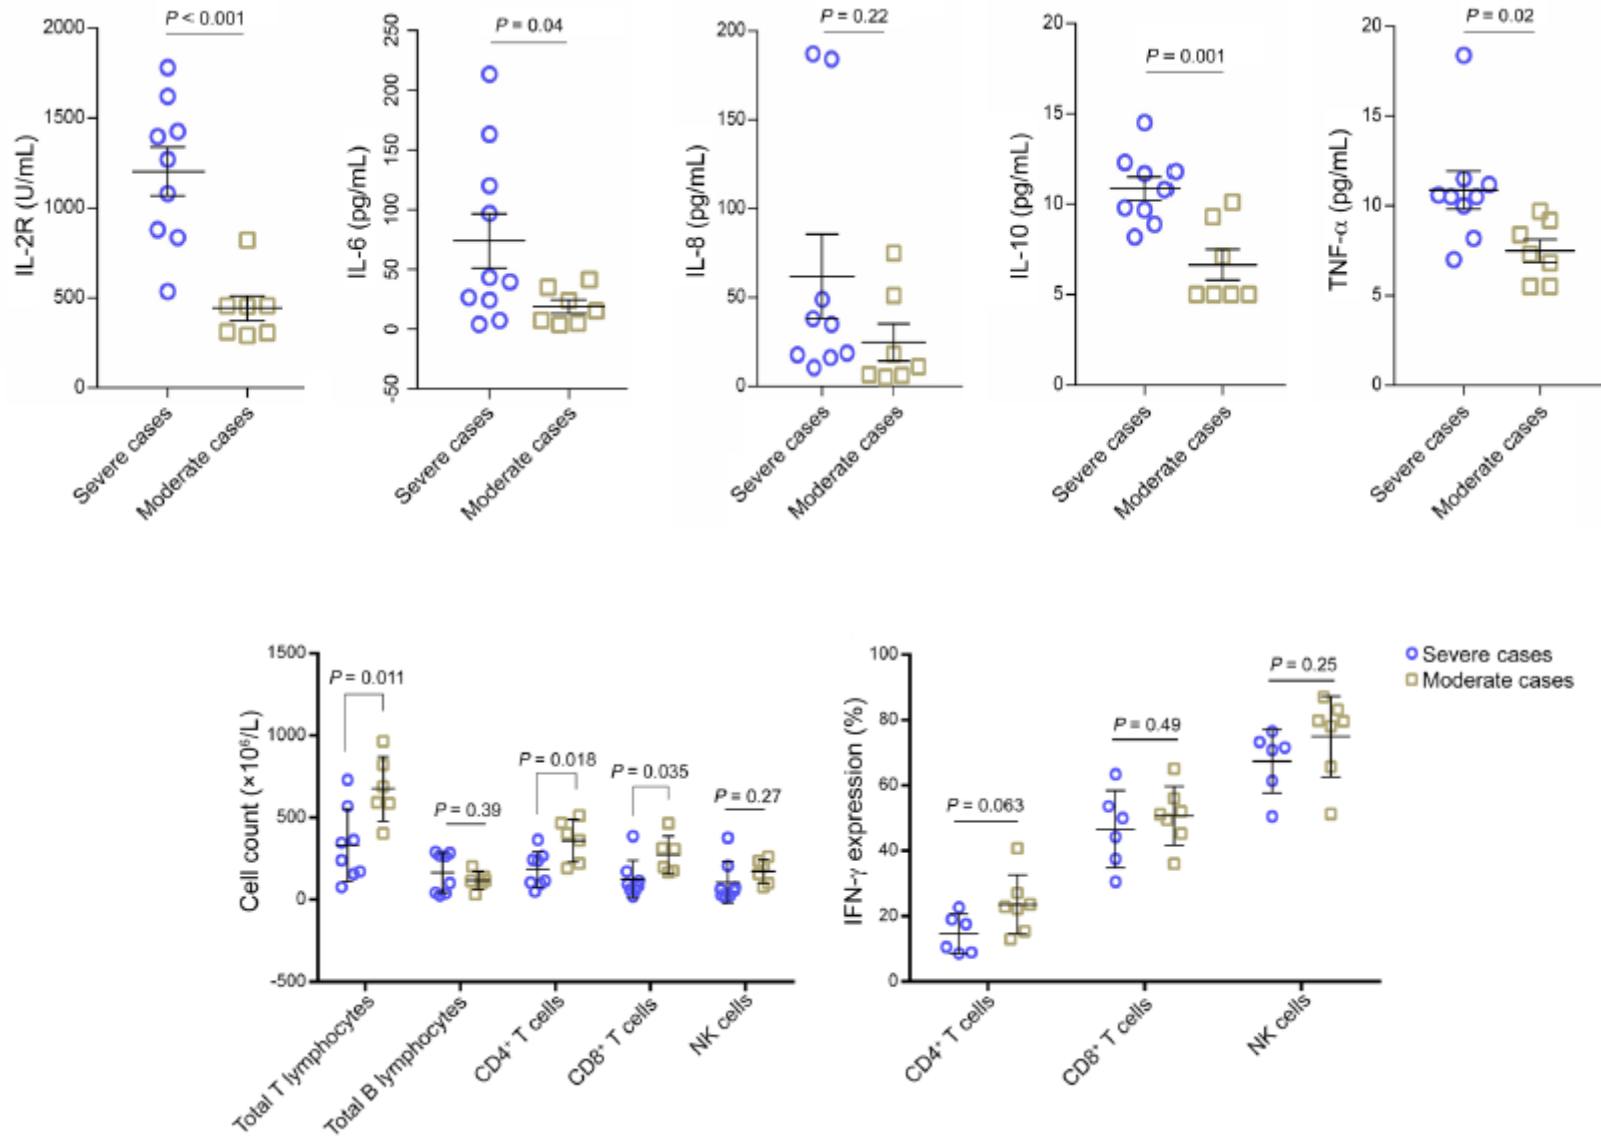 P < 0.001
2000
1500
1000
500
0
IL-2R (U/mL)
Severe cases
Moderate cases
P = 0.04
250
200
150
100
50
0
-50
IL-6 (pg/mL)
Severe cases
Moderate cases
P = 0.22
200
150
100
50
0
IL-8 (pg/mL)
Severe cases
Moderate cases
P = 0.001
20
15
10
5
0
IL-10 (pg/mL)
Severe cases
Moderate cases
P = 0.02
20
15
10
5
0
TNF-α (pg/mL)
Severe cases
Moderate cases
1500
1000
500
0
-500
Cell count (×10⁶/L)
P = 0.011
P = 0.39
P = 0.018
P = 0.035
P = 0.27
Total T lymphocytes
Total B lymphocytes
CD4⁺ T cells
CD8⁺ T cells
NK cells
100
80
60
40
20
0
IFN-γ expression (%)
P = 0.063
P = 0.49
P = 0.25
CD4⁺ T cells
CD8⁺ T cells
NK cells
Severe cases
Moderate cases